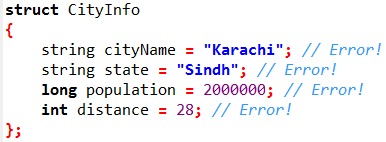 struct CityInfo
{
    string cityName = "Karachi"; // Error!
    string state = "Sindh"; // Error!
    long population = 2000000; // Error!
    int distance = 28; // Error!
};